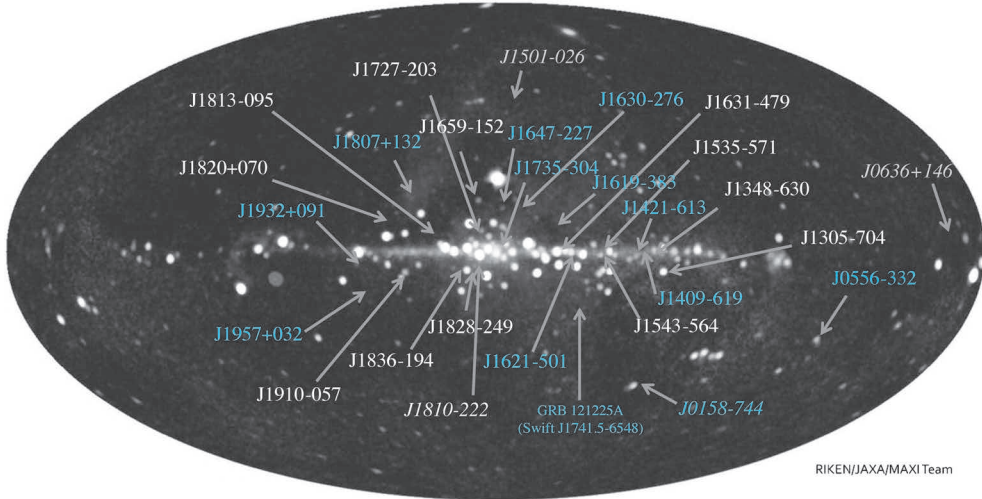 J1501-026
J1727-203
J1813-095
J1630-276
J1631-479
J1659-152
J1647-227
J1807+132
J1535-571
J1820+070
J1735-304
J1619-383
J0636+146
J1348-630
J1932+091
J1421-613
J1305-704
J0556-332
J1409-619
J1957+032
J1828-249
J1543-564
J1836-194
J1621-501
J1910-057
J1810-222
GRB 121225A
(Swift J1741.5-6548)
J0158-744
RIKEN/JAXA/MAXI Team